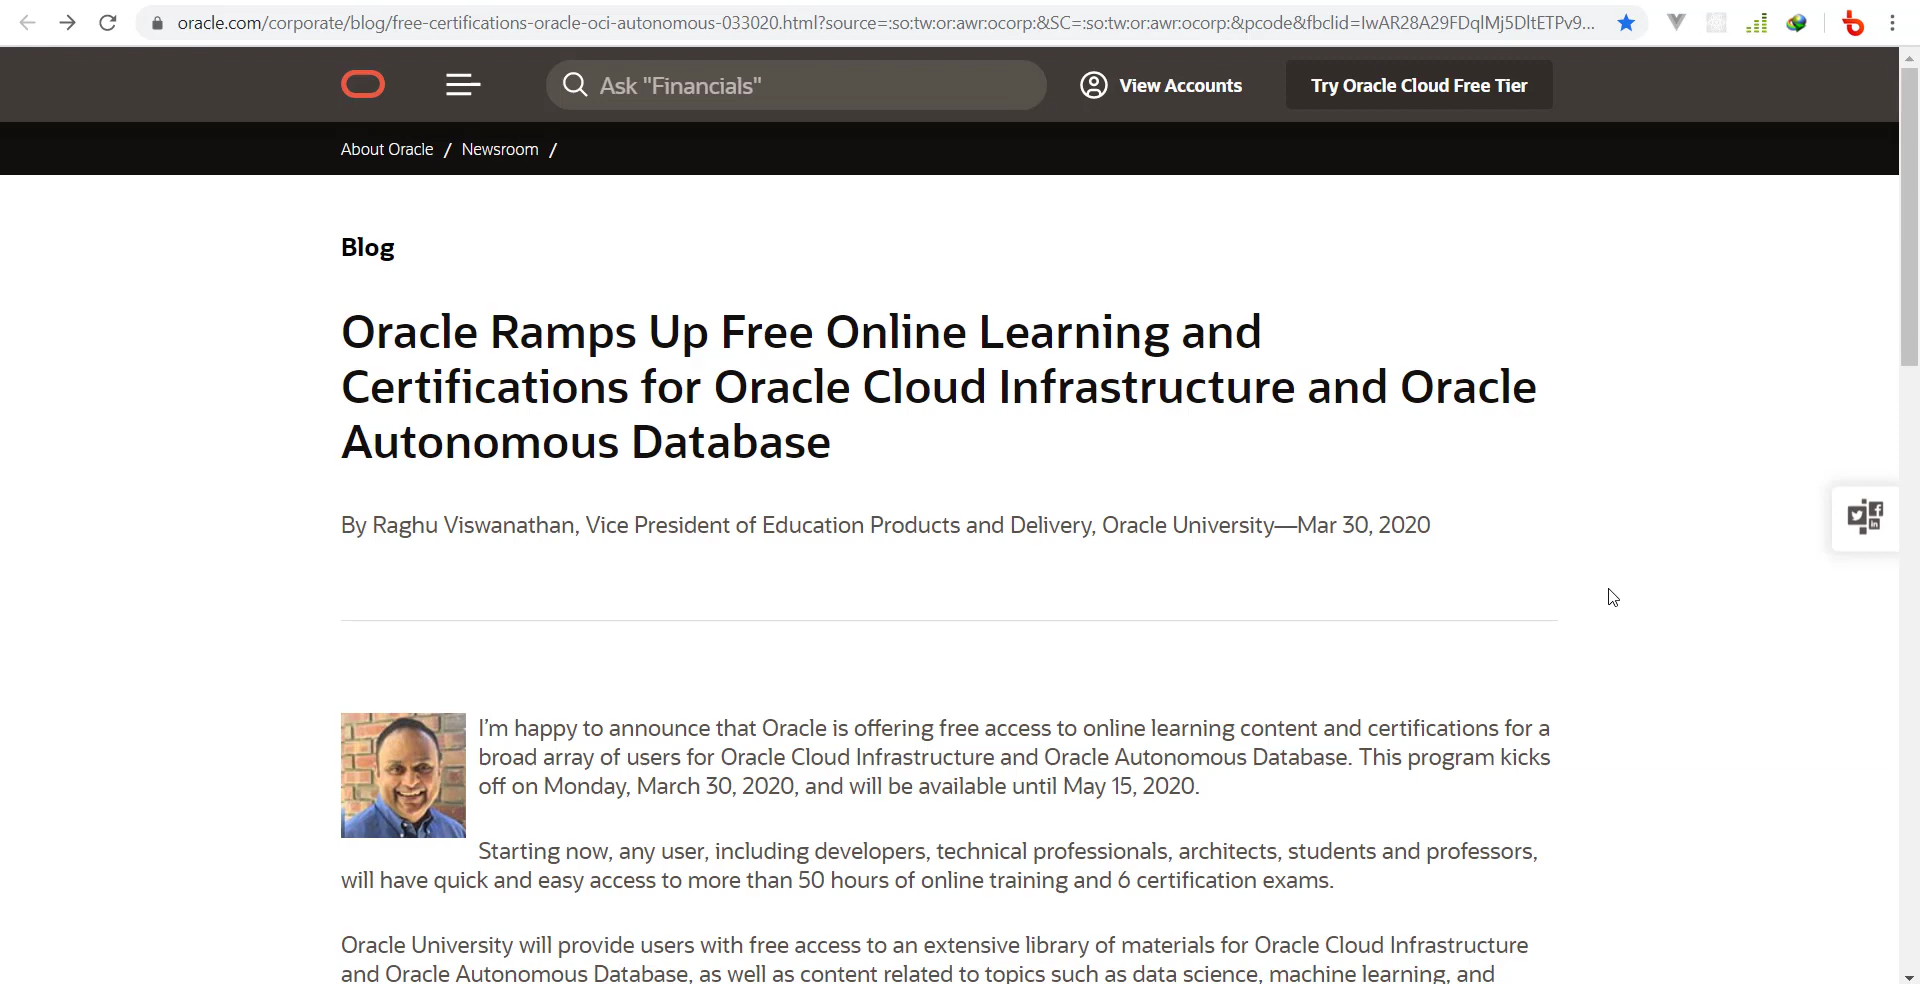 oracle.com/corporate/blog/free-certifications-oracle-oci-autonomous-033020.html?source=:so:tw:or:awr:ocorp:&SC=:so:tw:or:awr:ocorp:&pcode&fbclid=IwAR28A29FDqlMj5DltETPv9...
Ask "Financials"
View Accounts
Try Oracle Cloud Free Tier
About Oracle / Newsroom /
Blog
Oracle Ramps Up Free Online Learning and
Certifications for Oracle Cloud Infrastructure and Oracle
Autonomous Database
By Raghu Viswanathan, Vice President of Education Products and Delivery, Oracle University—Mar 30, 2020
I'm happy to announce that Oracle is offering free access to online learning content and certifications for a
broad array of users for Oracle Cloud Infrastructure and Oracle Autonomous Database. This program kicks
off on Monday, March 30, 2020, and will be available until May 15, 2020.
Starting now, any user, including developers, technical professionals, architects, students and professors,
will have quick and easy access to more than 50 hours of online training and 6 certification exams.
Oracle University will provide users with free access to an extensive library of materials for Oracle Cloud Infrastructure
and Oracle Autonomous Database, as well as content related to topics such as data science, machine learning, and